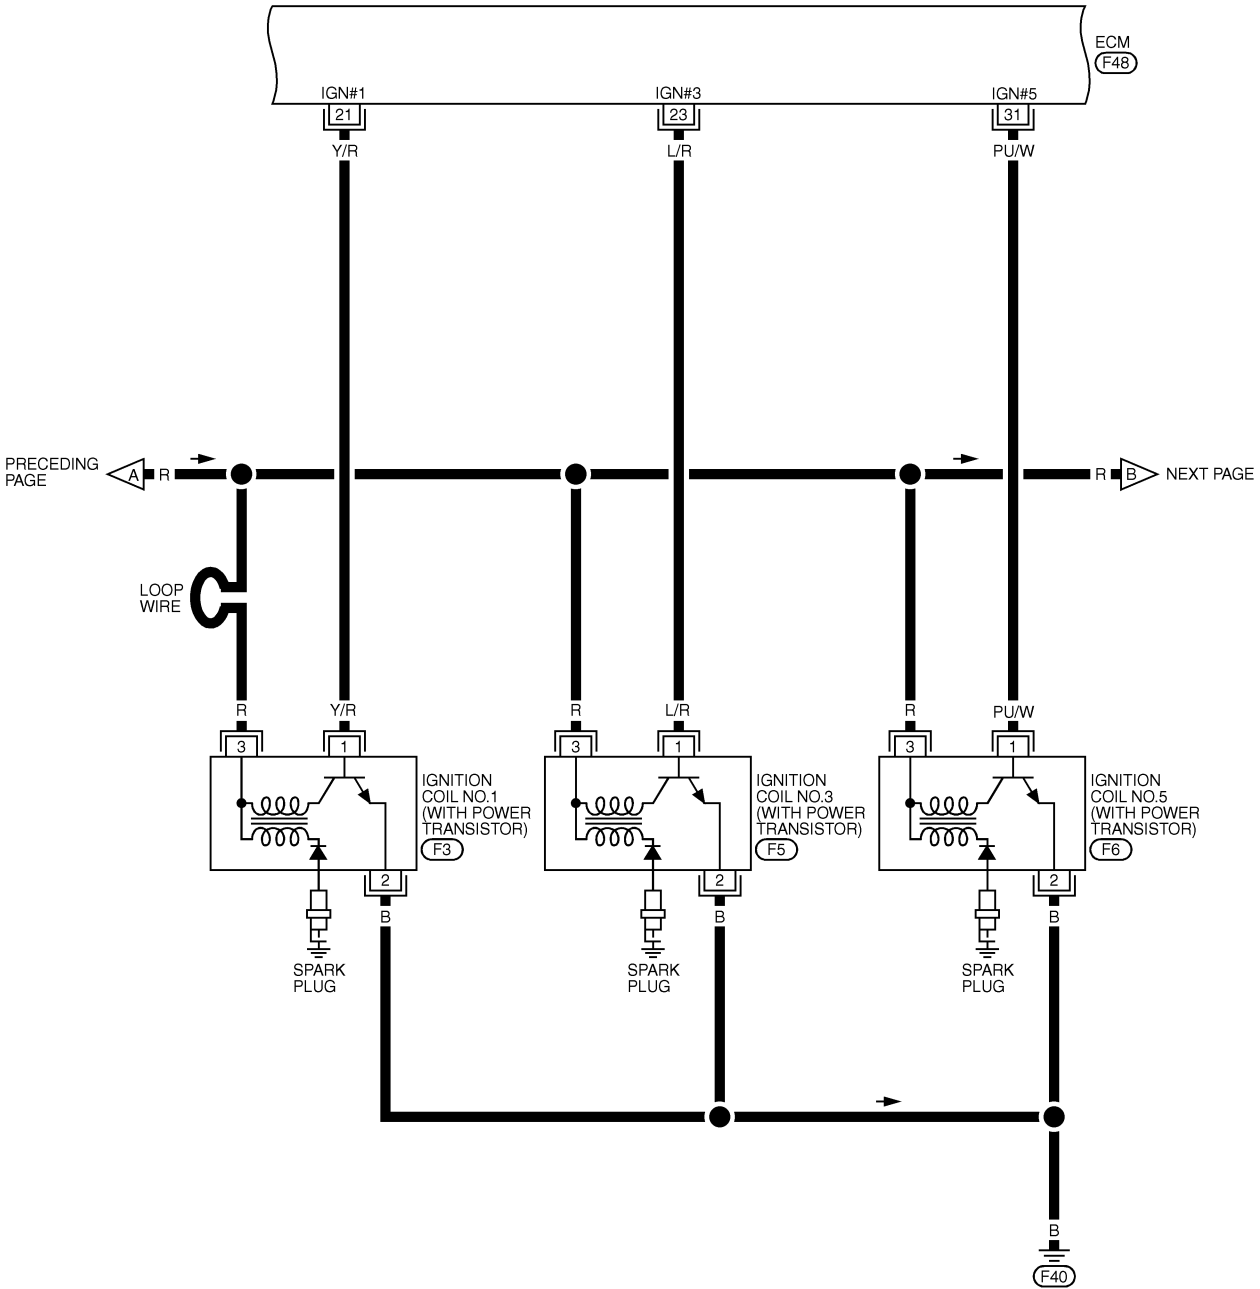 ECM
F48
IGN#1
IGN#3
IGN#5
21
23
31
Y/R
L/R
PU/W
PRECEDING
PAGE
A
R
R
B
NEXT PAGE
LOOP
WIRE
R
Y/R
R
L/R
R
PU/W
3
1
3
1
3
1
IGNITION
COIL NO.1
(WITH POWER
TRANSISTOR)
F3
IGNITION
COIL NO.3
(WITH POWER
TRANSISTOR)
F5
IGNITION
COIL NO.5
(WITH POWER
TRANSISTOR)
F6
2
2
2
B
B
B
SPARK
PLUG
SPARK
PLUG
SPARK
PLUG
B
F40